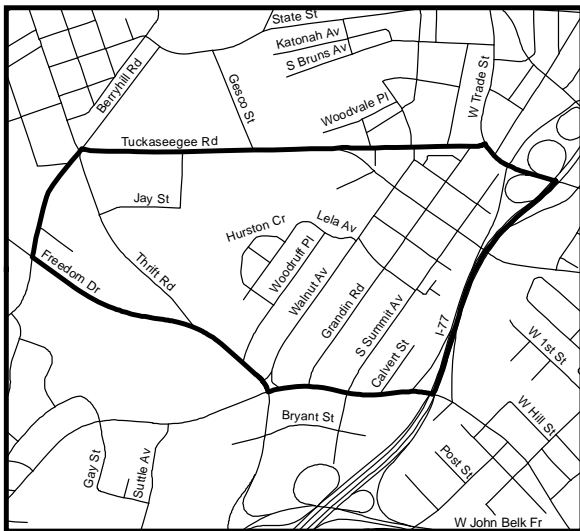 State St
Katonah Av
S Bruns Av
Berryhill Rd
Gesco St
W Trade St
Woodvale Pl
Tuckaseegee Rd
Jay St
Hurston Cr
Lela Av
Woodruff Pl
Walnut Av
Thrift Rd
Freedom Dr
Grandin Rd
S Summit Av
I-77
Calvert St
W 1st St
Bryant St
W Hill St
Post St
Gay St
Suttle Av
W John Belk Fr